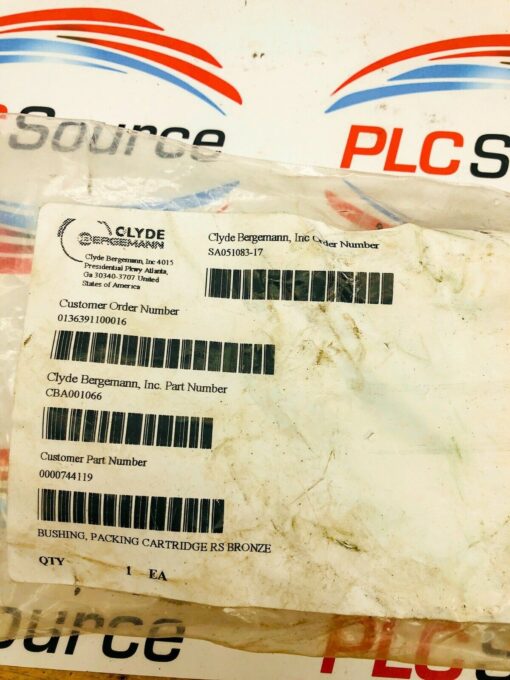 PLC Source
PLC S
CLYDE
BERGEMANN
Clyde Bergemann, Inc 4015
Presidential Pkwy Atlanta,
Ga 30340-3707 United
States of America
Clyde Bergemann, Inc Order Number
SA051083-17
Customer Order Number
0136391100016
Clyde Bergemann, Inc. Part Number
CBA001066
Customer Part Number
0000744119
BUSHING, PACKING CARTRIDGE RS BRONZE
QTY 1 EA
ource
PLC S